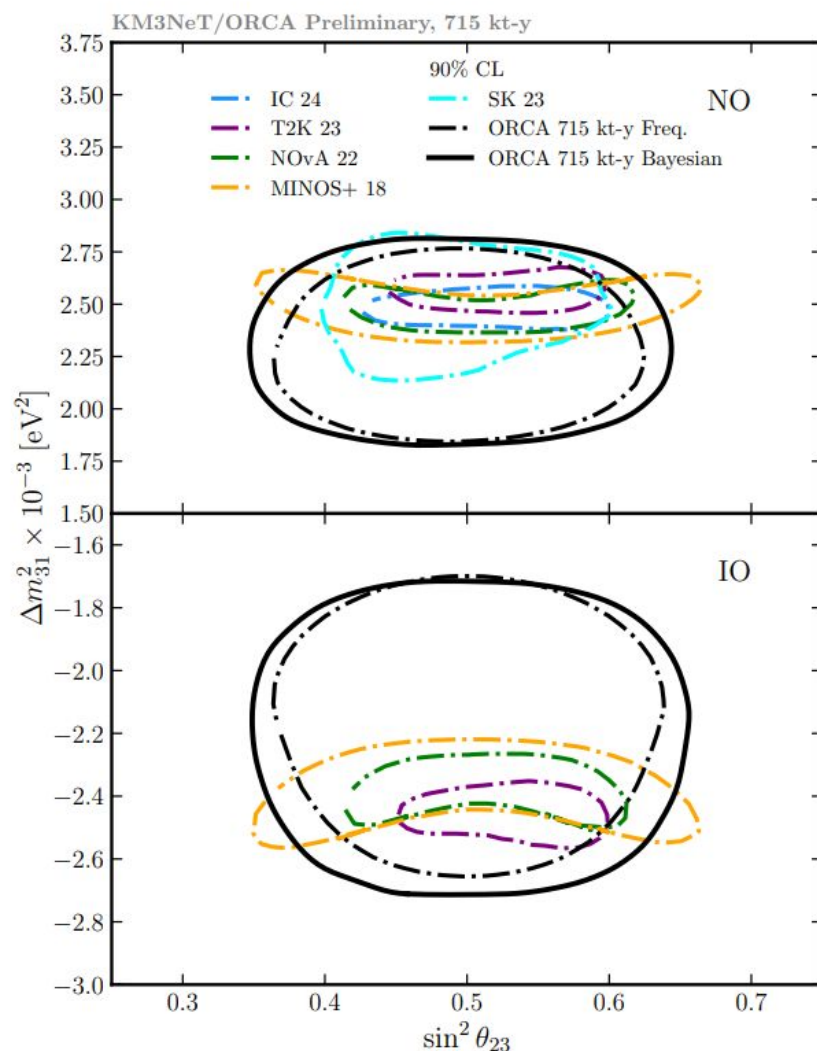 KM3NeT/ORCA Preliminary, 715 kt-y
90% CL
IC 24
T2K 23
NOvA 22
MINOS+ 18
SK 23
ORCA 715 kt-y Freq.
ORCA 715 kt-y Bayesian
NO
3.75
3.50
3.25
3.00
2.75
2.50
2.25
2.00
1.75
1.50
Δm²₃₁ × 10⁻³ [eV²]
IO
−1.6
−1.8
−2.0
−2.2
−2.4
−2.6
−2.8
−3.0
0.3 0.4 0.5 0.6 0.7
sin² θ₂₃